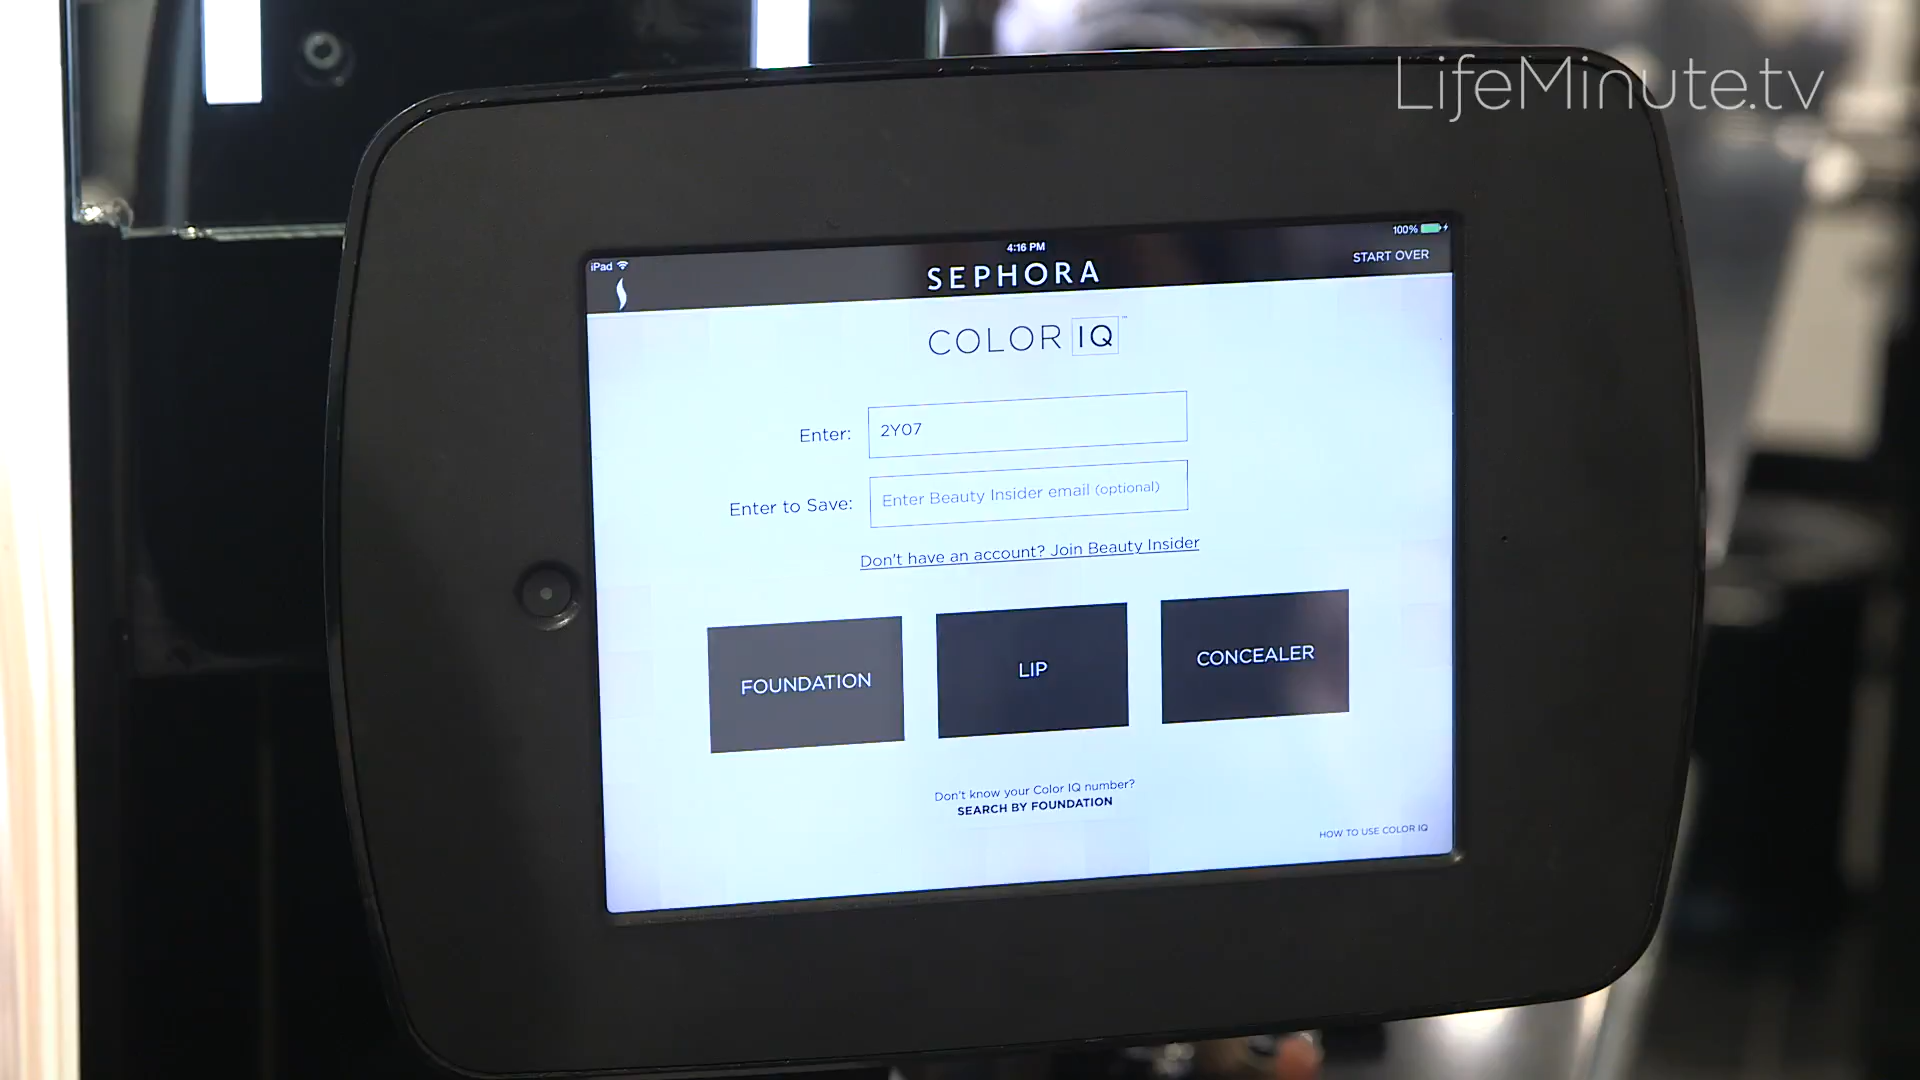 LifeMinute.tv
iPad
4:16 PM
100%
SEPHORA
START OVER
COLOR IQ™
Enter: 2Y07
Enter to Save: Enter Beauty Insider email (optional)
Don't have an account? Join Beauty Insider
FOUNDATION
LIP
CONCEALER
Don't know your Color IQ number?
SEARCH BY FOUNDATION
HOW TO USE COLOR IQ